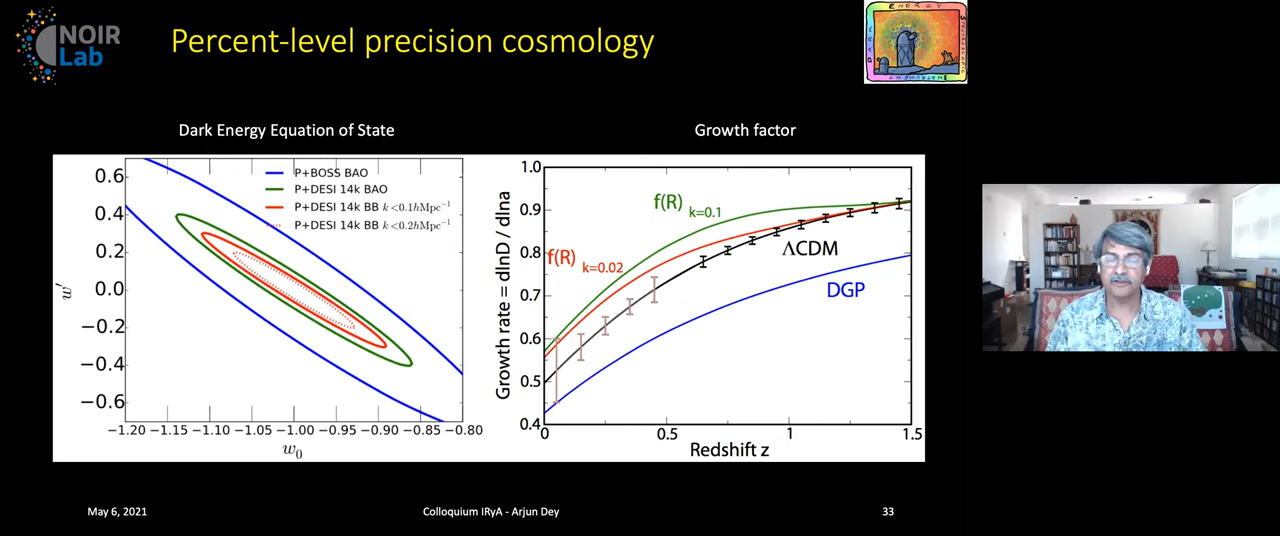 NOIR
Lab
Percent-level precision cosmology
DARK ENERGY SPECTROSCOPIC INSTRUMENT
Dark Energy Equation of State
Growth factor
0.6
0.4
0.2
0.0
−0.2
−0.4
−0.6
w′
−1.20 −1.15 −1.10 −1.05 −1.00 −0.95 −0.90 −0.85 −0.80
w₀
P+BOSS BAO
P+DESI 14k BAO
P+DESI 14k BB k<0.1hMpc⁻¹
P+DESI 14k BB k<0.2hMpc⁻¹
1.0
0.9
0.8
0.7
0.6
0.5
0.4
Growth rate = dlnD / dlna
f(R) k=0.1
f(R) k=0.02
ΛCDM
DGP
0 0.5 1 1.5
Redshift z
May 6, 2021
Colloquium IRyA - Arjun Dey
33